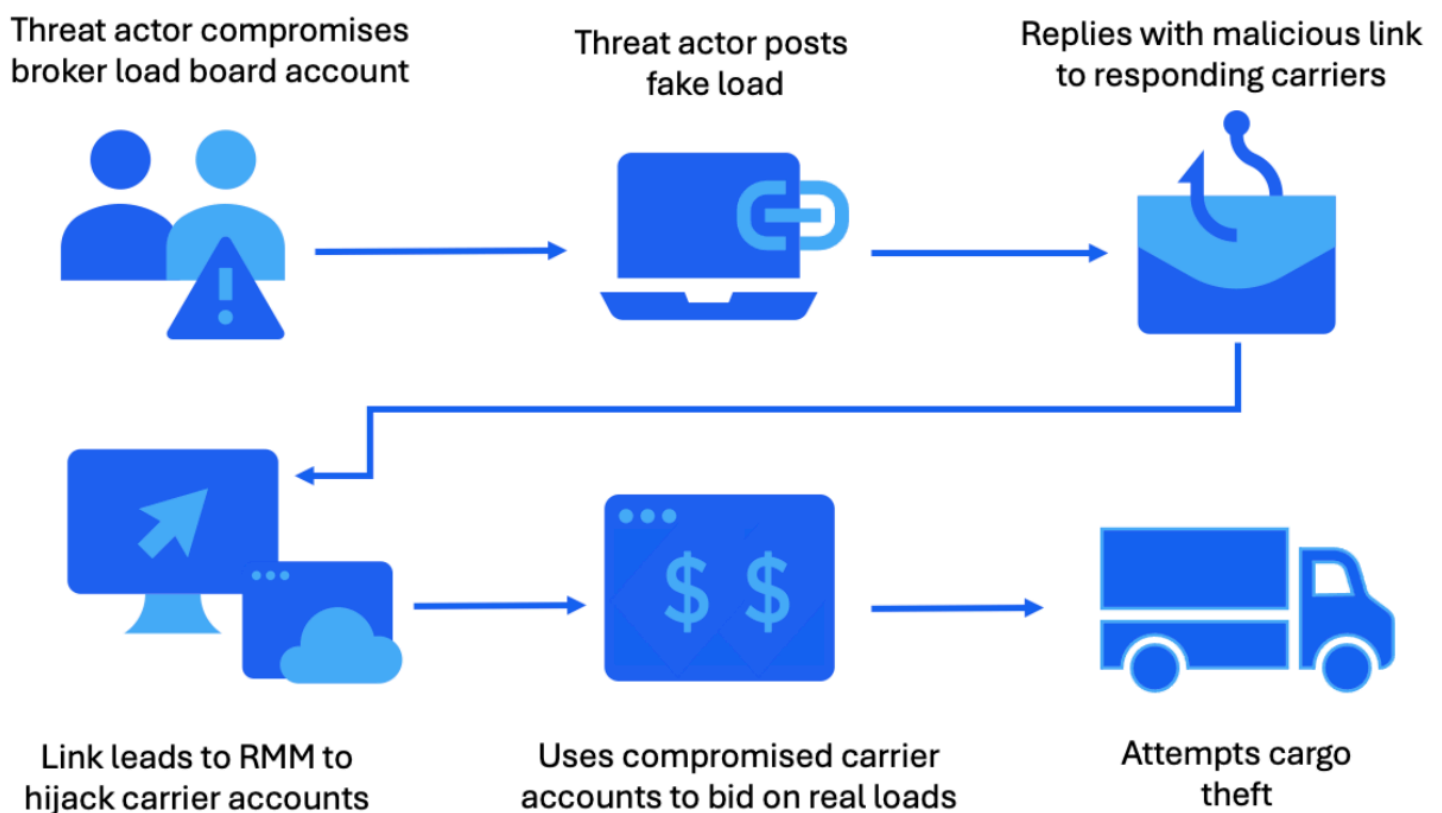 Threat actor compromises
broker load board account
Threat actor posts
fake load
Replies with malicious link
to responding carriers
Link leads to RMM to
hijack carrier accounts
Uses compromised carrier
accounts to bid on real loads
Attempts cargo
theft